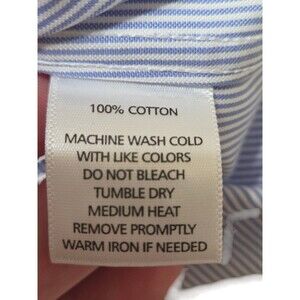 100% COTTON
MACHINE WASH COLD
WITH LIKE COLORS
DO NOT BLEACH
TUMBLE DRY
MEDIUM HEAT
REMOVE PROMPTLY
WARM IRON IF NEEDED